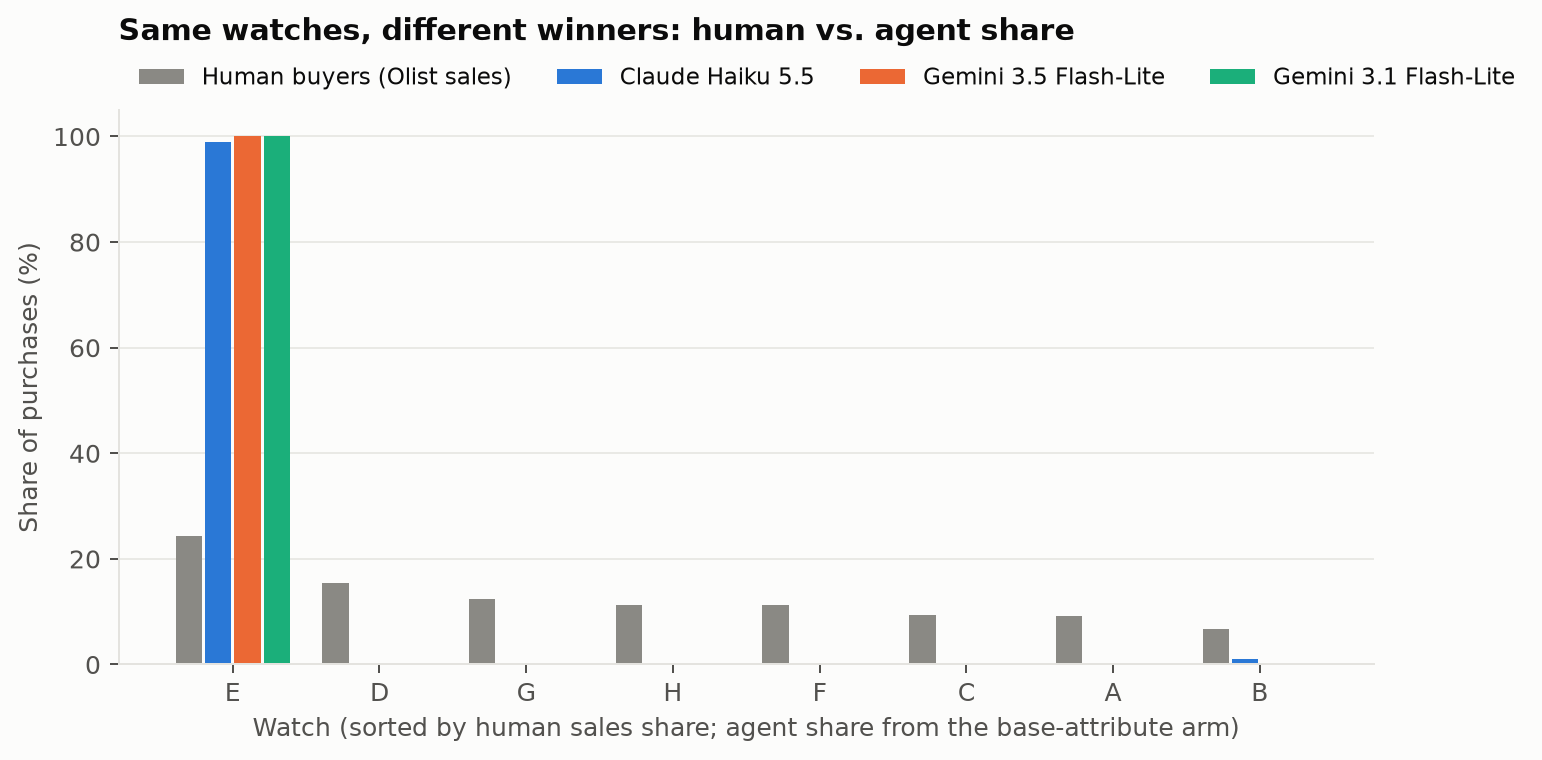 Same watches, different winners: human vs. agent share
Human buyers (Olist sales) Claude Haiku 5.5 Gemini 3.5 Flash-Lite Gemini 3.1 Flash-Lite
Share of purchases (%)
100
80
60
40
20
0
E D G H F C A B
Watch (sorted by human sales share; agent share from the base-attribute arm)